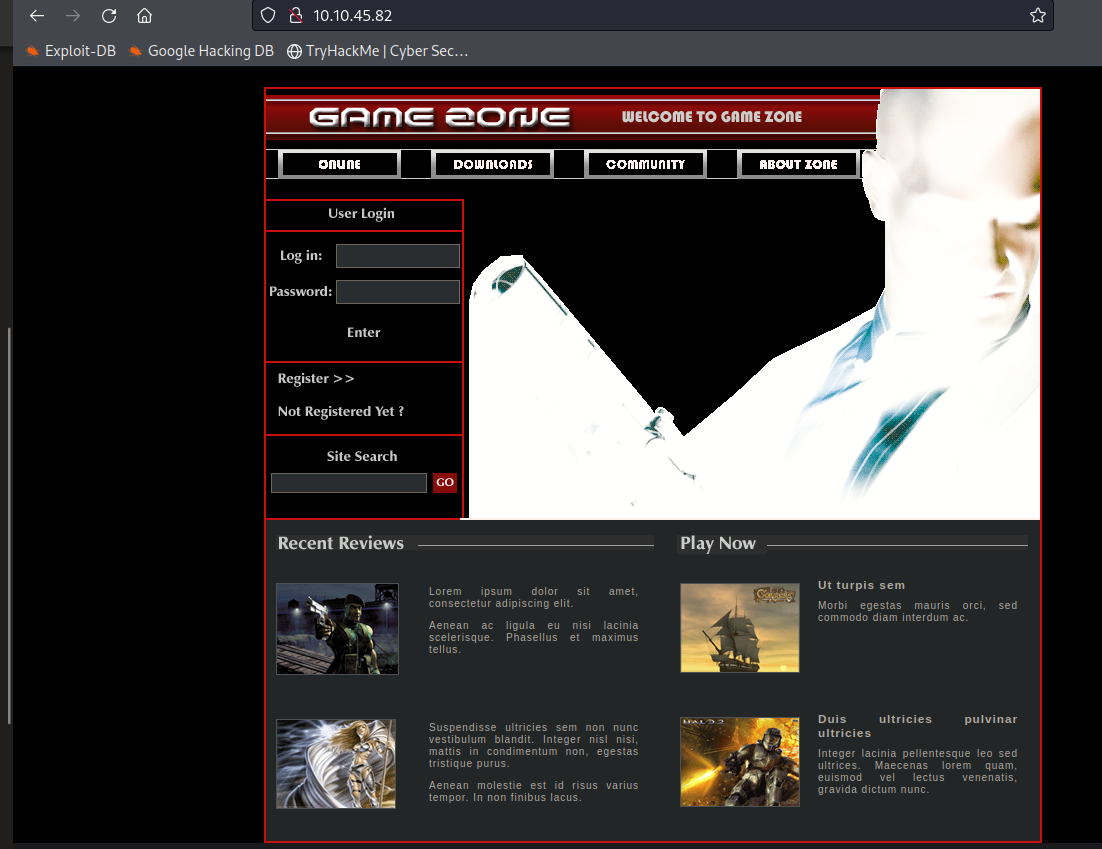 10.10.45.82
Exploit-DB
Google Hacking DB
TryHackMe | Cyber Sec…
GAME ZONE
WELCOME TO GAME ZONE
ONLINE
DOWNLOADS
COMMUNITY
ABOUT ZONE
User Login
Log in:
Password:
Enter
Register >>
Not Registered Yet ?
Site Search
GO
Recent Reviews
Lorem ipsum dolor sit amet,
consectetur adipiscing elit.
Aenean ac ligula eu nisi lacinia
scelerisque. Phasellus et maximus
tellus.
Suspendisse ultricies sem non nunc
vestibulum blandit. Integer nisl nisi,
mattis in condimentum non, egestas
tristique purus.
Aenean molestie est id risus varius
tempor. In non finibus lacus.
Play Now
Ut turpis sem
Morbi egestas mauris orci, sed
commodo diam interdum ac.
HALO 2
Duis ultricies pulvinar
ultricies
Integer lacinia pellentesque leo sed
ultrices. Maecenas lorem quam,
euismod vel lectus venenatis,
gravida dictum nunc.